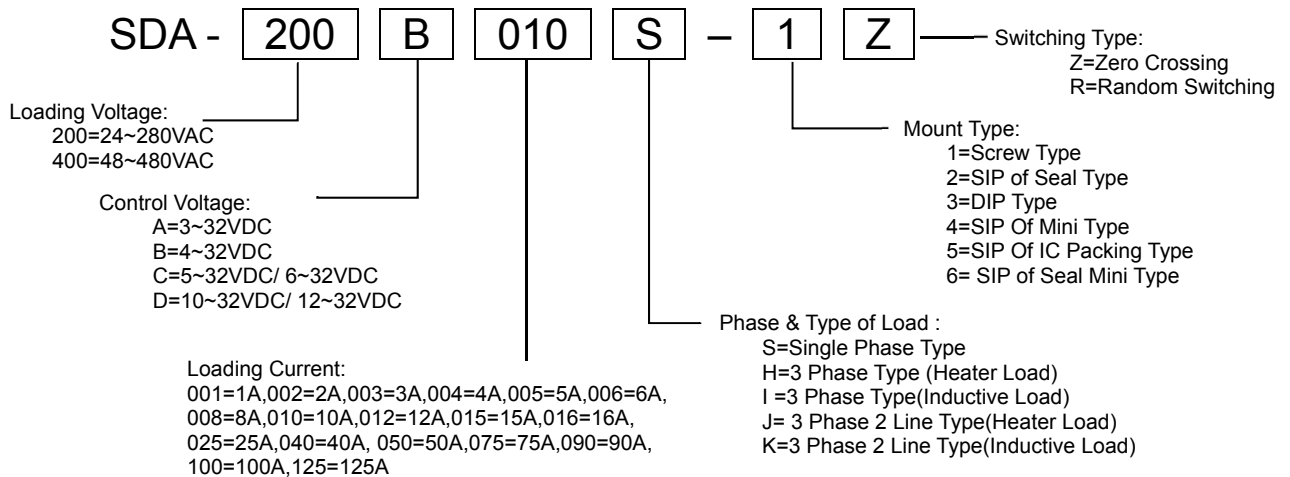 SDA - 200 B 010 S – 1 Z
Switching Type:
Z=Zero Crossing
R=Random Switching
Loading Voltage:
200=24~280VAC
400=48~480VAC
Mount Type:
1=Screw Type
2=SIP of Seal Type
3=DIP Type
4=SIP Of Mini Type
5=SIP Of IC Packing Type
6= SIP of Seal Mini Type
Control Voltage:
A=3~32VDC
B=4~32VDC
C=5~32VDC/ 6~32VDC
D=10~32VDC/ 12~32VDC
Phase & Type of Load :
S=Single Phase Type
H=3 Phase Type (Heater Load)
I =3 Phase Type(Inductive Load)
J= 3 Phase 2 Line Type(Heater Load)
K=3 Phase 2 Line Type(Inductive Load)
Loading Current:
001=1A,002=2A,003=3A,004=4A,005=5A,006=6A,
008=8A,010=10A,012=12A,015=15A,016=16A,
025=25A,040=40A, 050=50A,075=75A,090=90A,
100=100A,125=125A